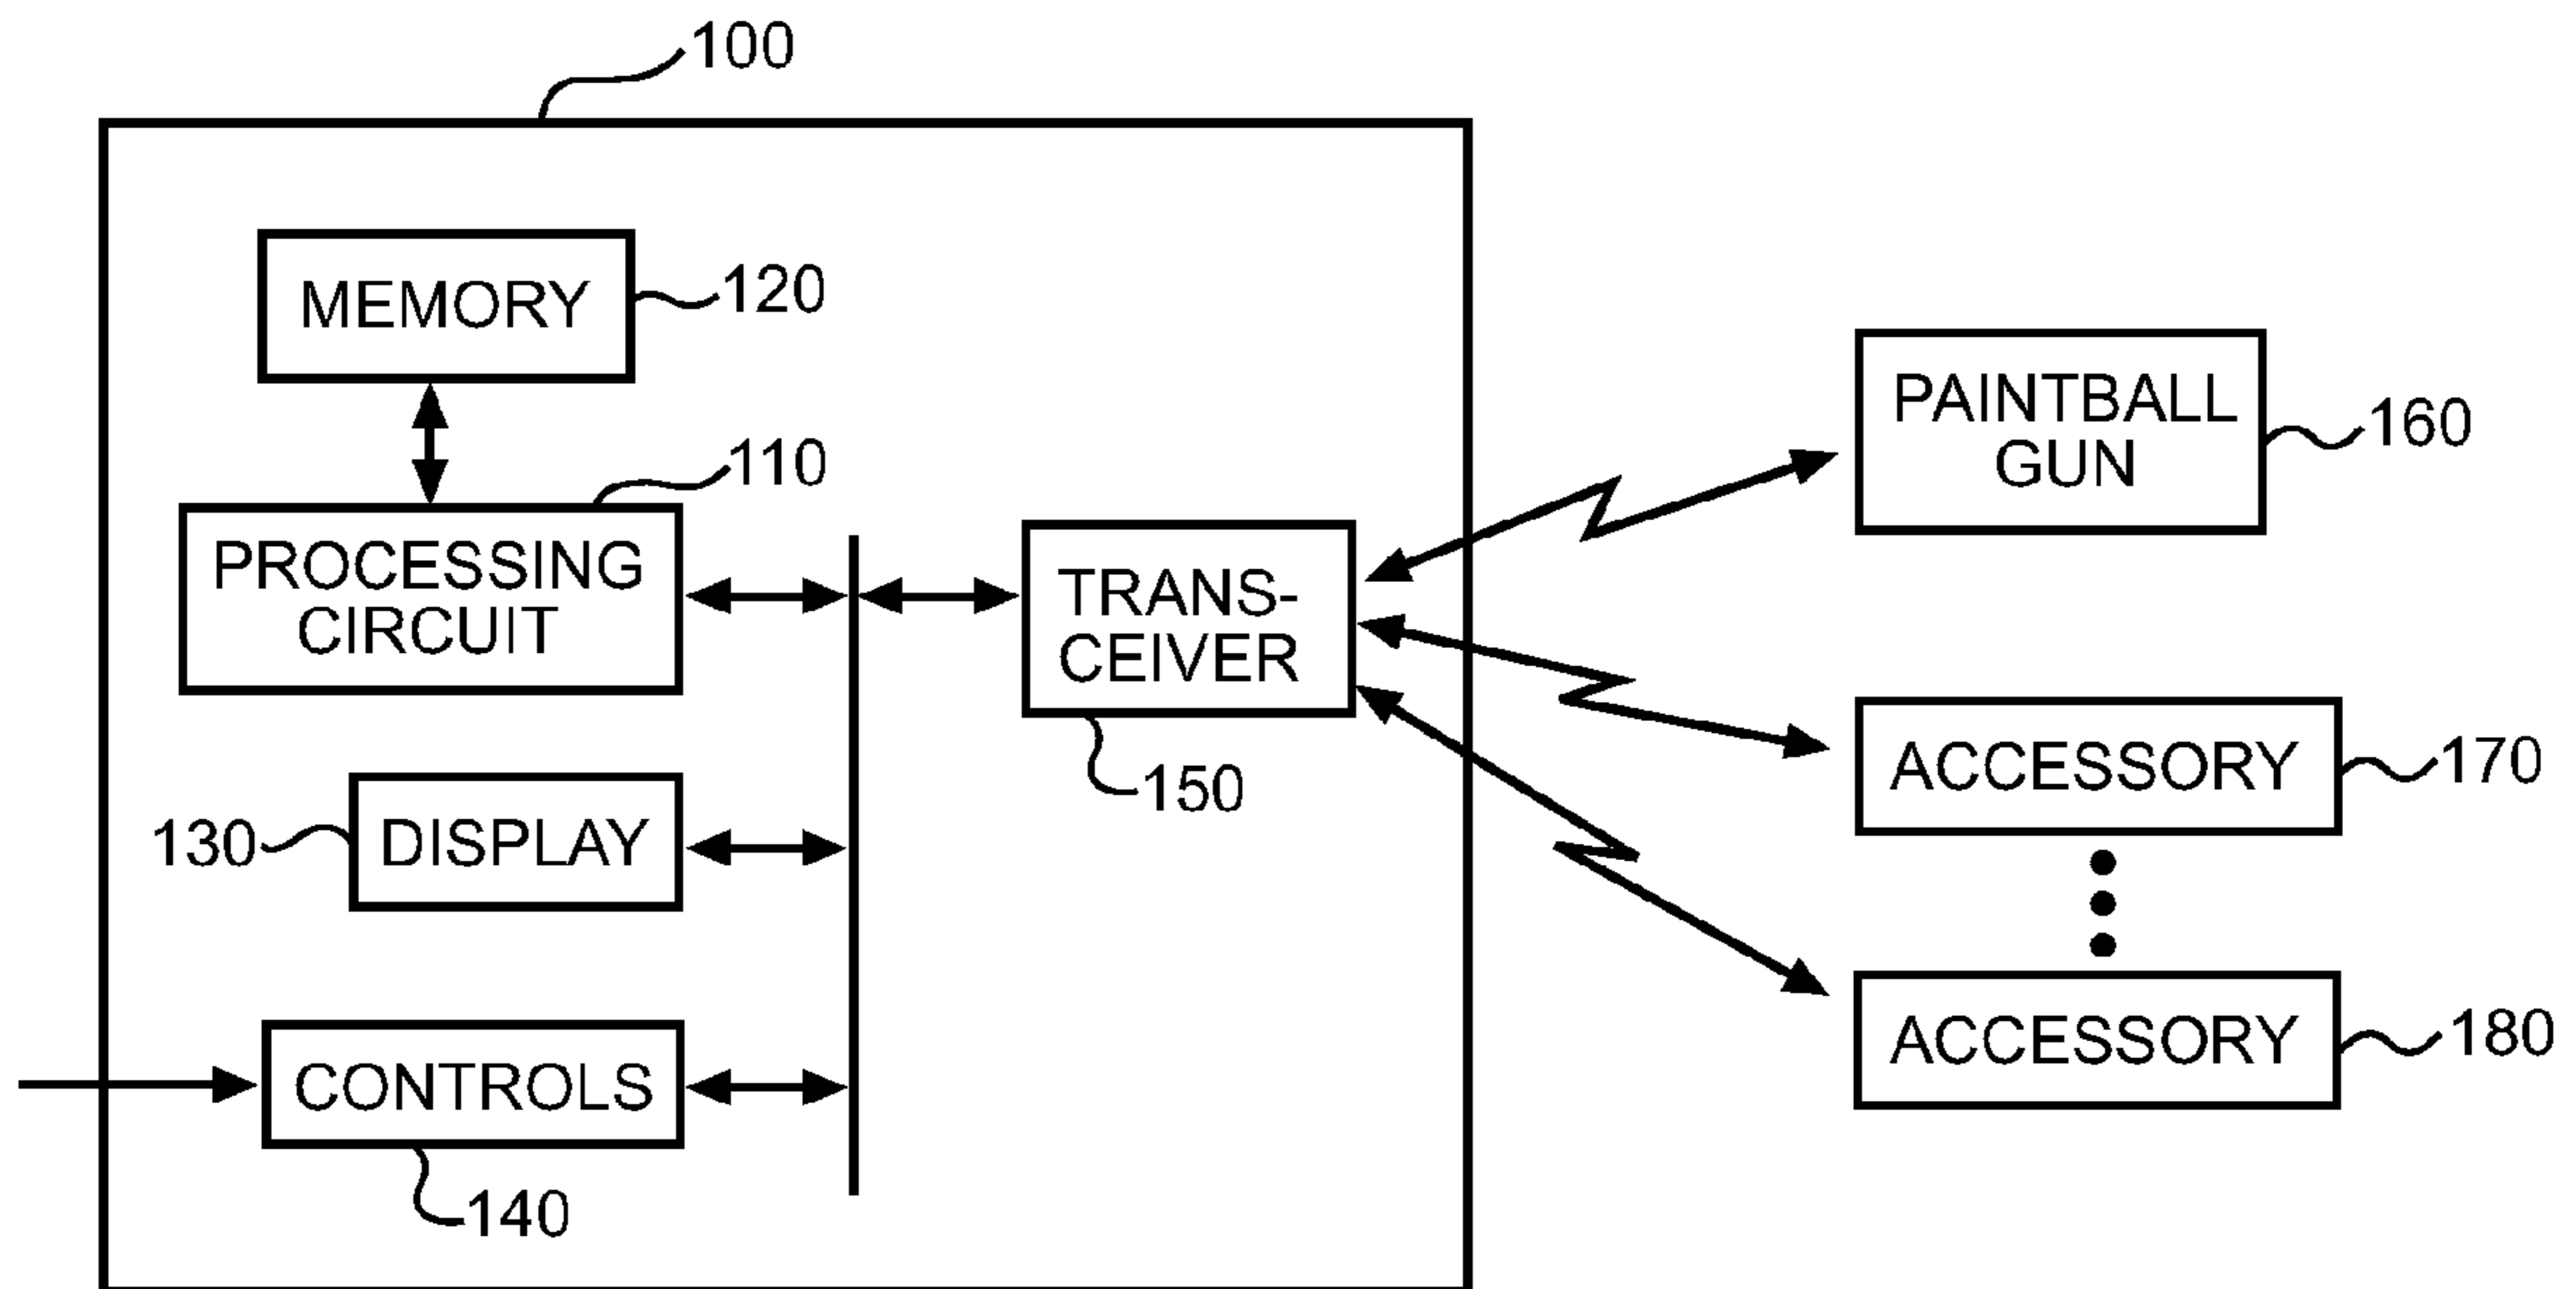 100
MEMORY
120
110
PROCESSING
CIRCUIT
TRANS-
CEIVER
150
130
DISPLAY
CONTROLS
140
PAINTBALL
GUN
160
ACCESSORY
170
ACCESSORY
180